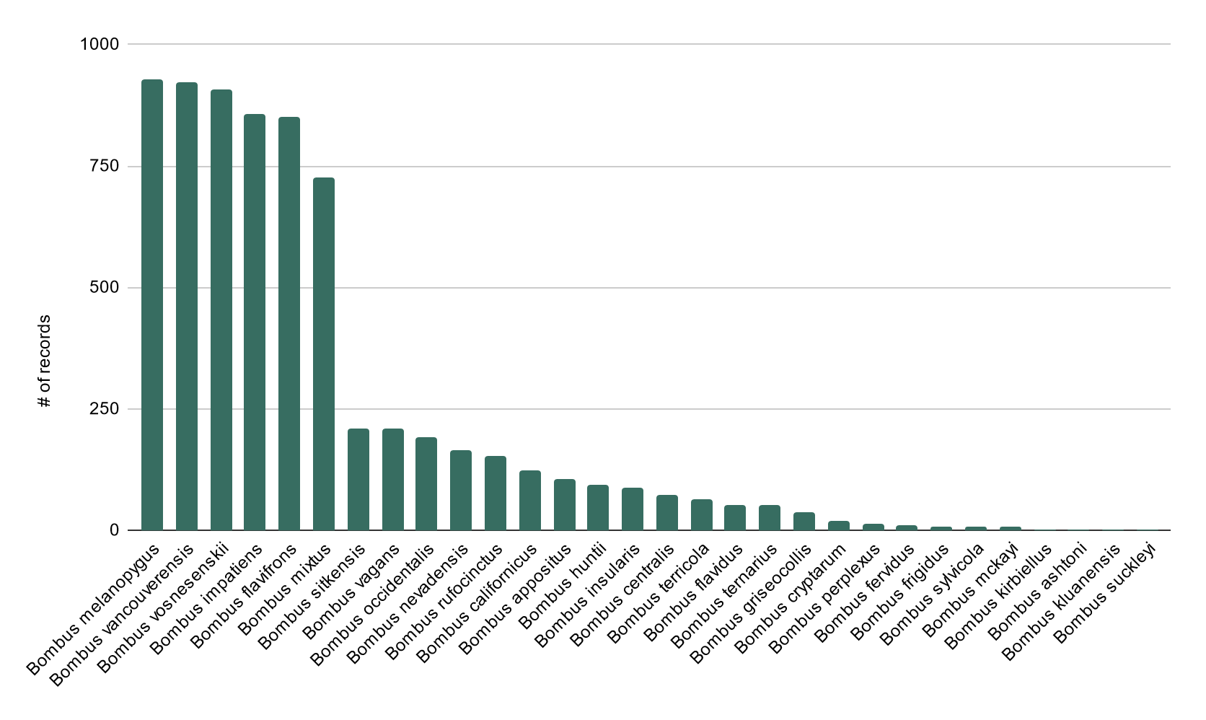 1000
750
500
250
0
# of records
Bombus melanopygus
Bombus vancouverensis
Bombus vosnesenskii
Bombus impatiens
Bombus flavifrons
Bombus mixtus
Bombus sitkensis
Bombus vagans
Bombus occidentalis
Bombus nevadensis
Bombus rufocinctus
Bombus californicus
Bombus appositus
Bombus huntii
Bombus insularis
Bombus centralis
Bombus terricola
Bombus flavidus
Bombus ternarius
Bombus griseocollis
Bombus cryptarum
Bombus perplexus
Bombus fervidus
Bombus frigidus
Bombus sylvicola
Bombus mckayi
Bombus kirbiellus
Bombus ashtoni
Bombus kluanensis
Bombus suckleyi